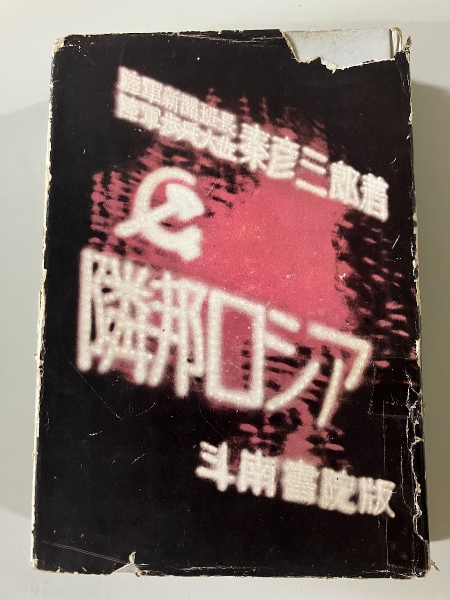 陸軍新聞班長
陸軍歩兵大佐
秦彦三郎著
隣邦ロシア
斗南書院版